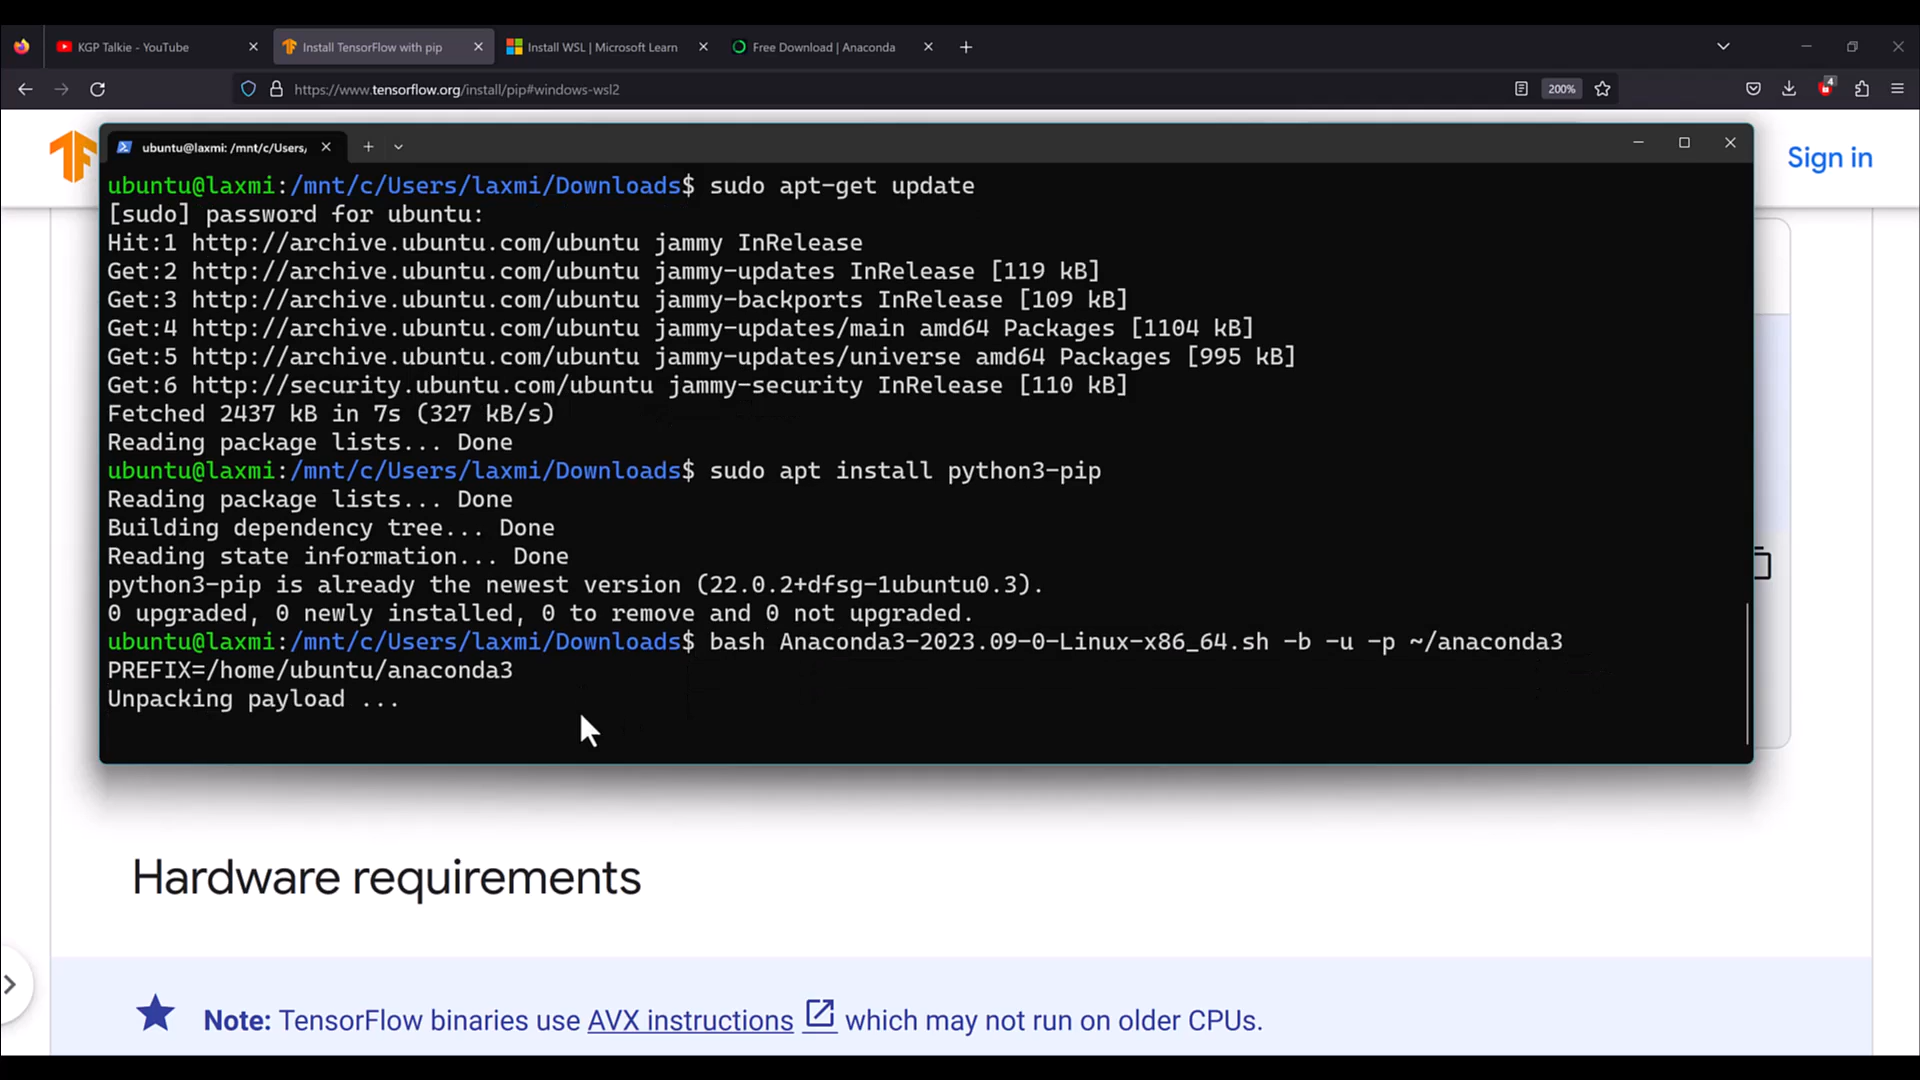 KGP Talkie - YouTube
Install TensorFlow with pip
Install WSL | Microsoft Learn
Free Download | Anaconda
https://www.tensorflow.org/install/pip#windows-wsl2
200%
4
Sign in
ubuntu@laxmi: /mnt/c/Users/
ubuntu@laxmi:/mnt/c/Users/laxmi/Downloads$ sudo apt-get update
[sudo] password for ubuntu:
Hit:1 http://archive.ubuntu.com/ubuntu jammy InRelease
Get:2 http://archive.ubuntu.com/ubuntu jammy-updates InRelease [119 kB]
Get:3 http://archive.ubuntu.com/ubuntu jammy-backports InRelease [109 kB]
Get:4 http://archive.ubuntu.com/ubuntu jammy-updates/main amd64 Packages [1104 kB]
Get:5 http://archive.ubuntu.com/ubuntu jammy-updates/universe amd64 Packages [995 kB]
Get:6 http://security.ubuntu.com/ubuntu jammy-security InRelease [110 kB]
Fetched 2437 kB in 7s (327 kB/s)
Reading package lists... Done
ubuntu@laxmi:/mnt/c/Users/laxmi/Downloads$ sudo apt install python3-pip
Reading package lists... Done
Building dependency tree... Done
Reading state information... Done
python3-pip is already the newest version (22.0.2+dfsg-1ubuntu0.3).
0 upgraded, 0 newly installed, 0 to remove and 0 not upgraded.
ubuntu@laxmi:/mnt/c/Users/laxmi/Downloads$ bash Anaconda3-2023.09-0-Linux-x86_64.sh -b -u -p ~/anaconda3
PREFIX=/home/ubuntu/anaconda3
Unpacking payload ...
Hardware requirements
Note: TensorFlow binaries use AVX instructions which may not run on older CPUs.